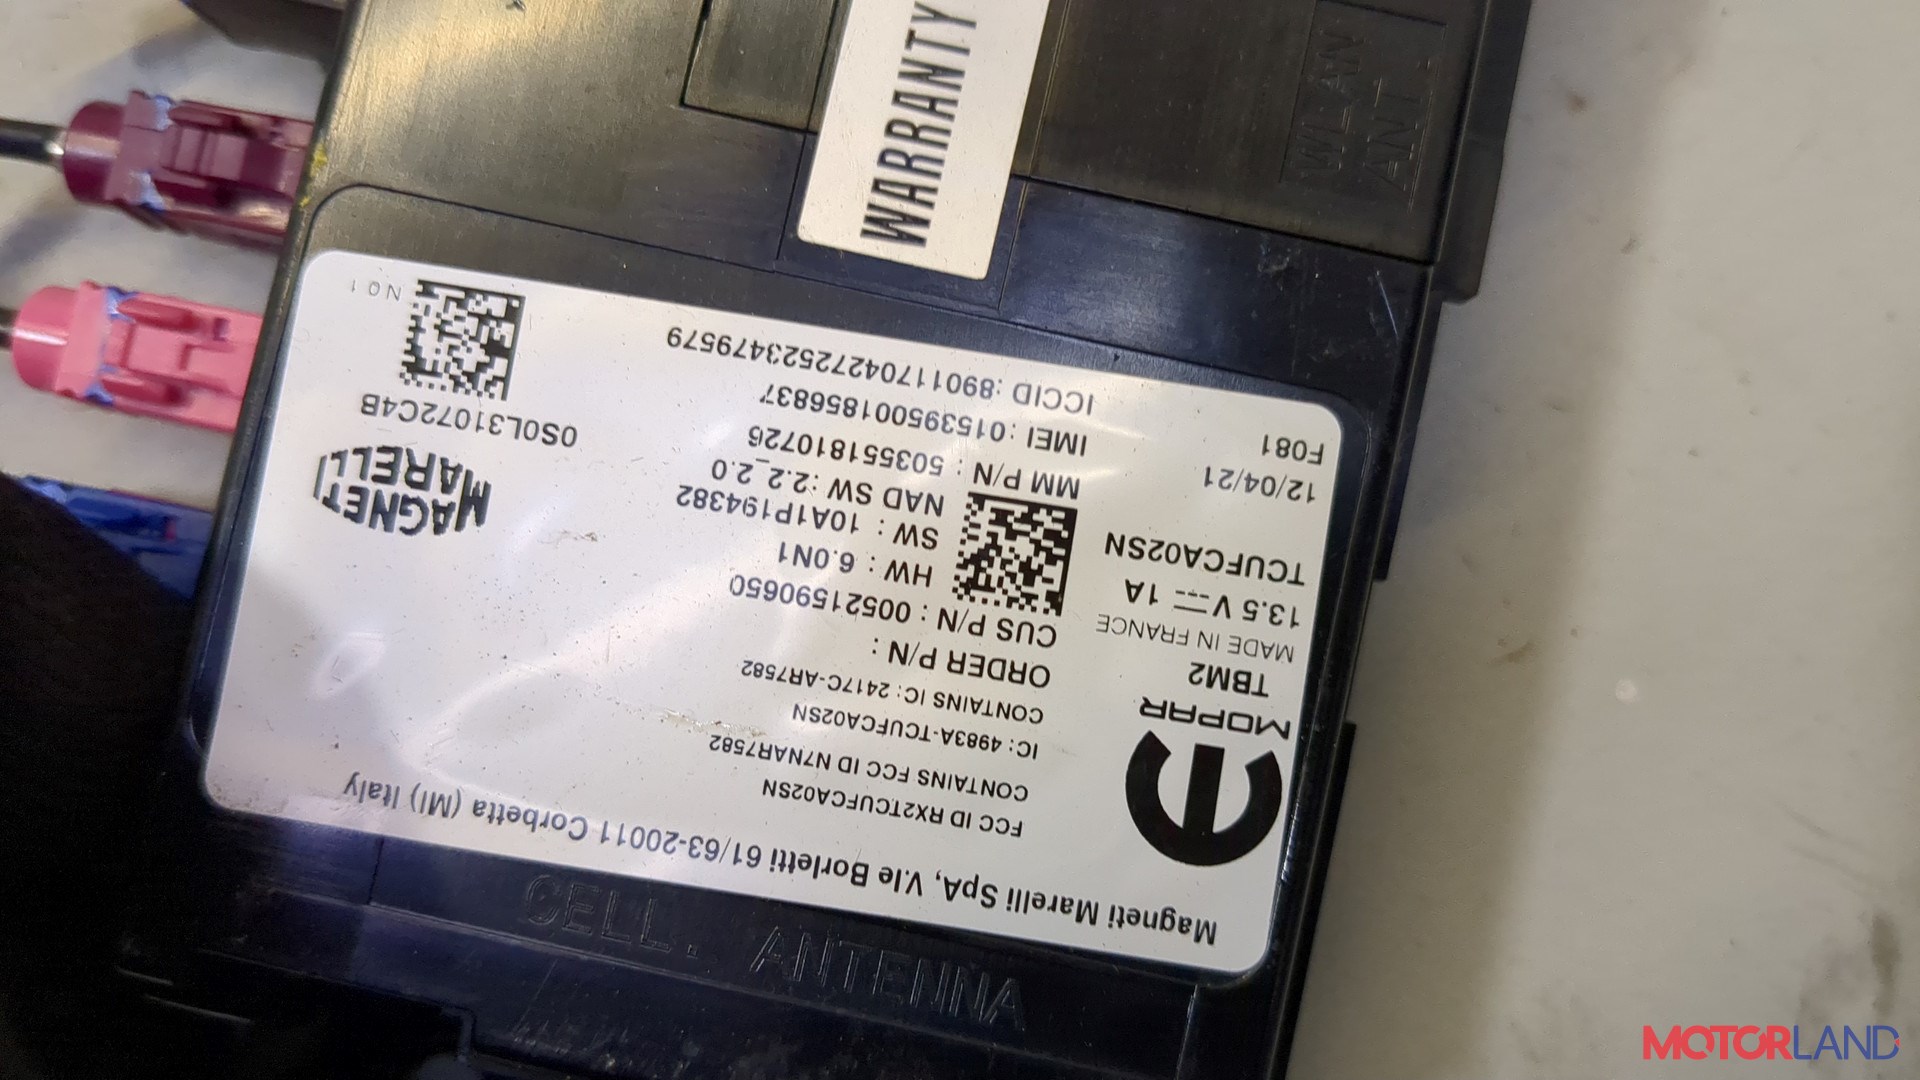 Magneti Marelli SpA, V.le Borletti 61/63-20011 Corbetta (MI) Italy
MOPAR
TBM2
MADE IN FRANCE
13.5 V 1A
TCUFCA02SN
12/04/21
F081
FCC ID RX2TCUFCA02SN
CONTAINS FCC ID N7NAR7582
IC: 4983A-TCUFCA02SN
CONTAINS IC: 2417C-AR7582
ORDER P/N :
CUS P/N : 00521590650
HW : 6.0N1
SW : 10A1P194382
NAD SW :2.2_2.0
MM P/N : 503551810726
IMEI :015395001856837
ICCID :89011704272523479579
MAGNETI
MARELLI
0S0L31072C4B
N01
WARRANTY
WLAN
ANT.
CELL. ANTENNA
MOTORLAND